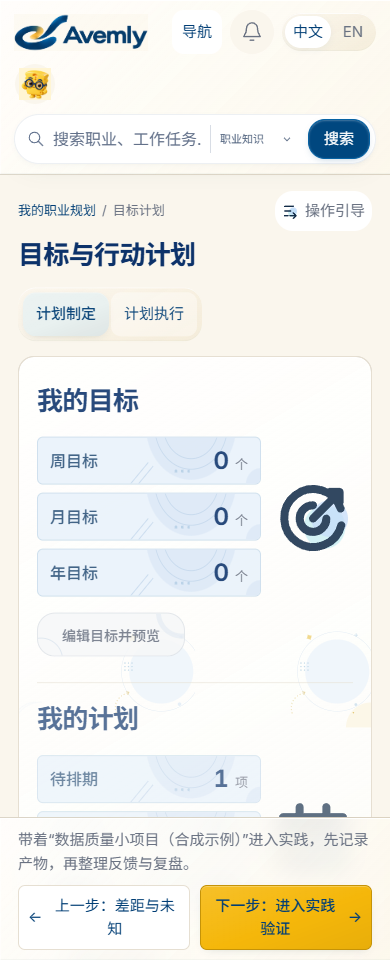 Avemly
导航
中文
EN
搜索职业、工作任务.
职业知识
搜索
我的职业规划 / 目标计划
操作引导
目标与行动计划
计划制定
计划执行
我的目标
周目标
0 个
月目标
0 个
年目标
0 个
编辑目标并预览
我的计划
待排期
1 项
带着“数据质量小项目（合成示例）”进入实践，先记录
产物，再整理反馈与复盘。
← 上一步：差距与未
知
下一步：进入实践 →
验证